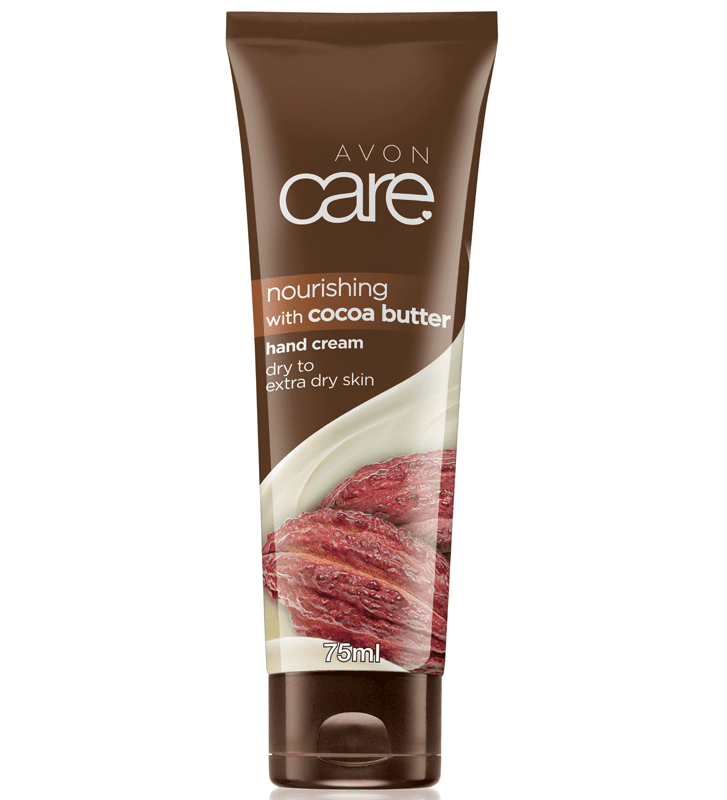 AVON
care
nourishing
with cocoa butter
hand cream
dry to
extra dry skin
75ml